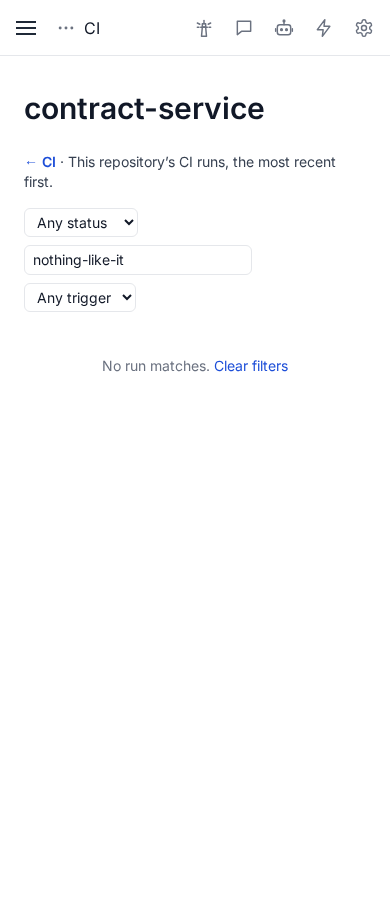 CI
contract-service
← CI · This repository’s CI runs, the most recent
first.
Any status
nothing-like-it
Any trigger
No run matches. Clear filters